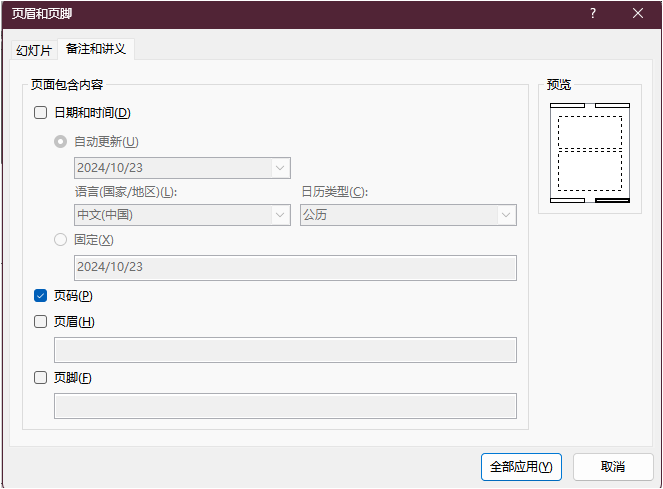 页眉和页脚
幻灯片 备注和讲义
页面包含内容 预览
日期和时间(D)
自动更新(U)
2024/10/23
语言(国家/地区)(L): 日历类型(C):
中文(中国) 公历
固定(X)
2024/10/23
页码(P)
页眉(H)
页脚(F)
全部应用(Y) 取消